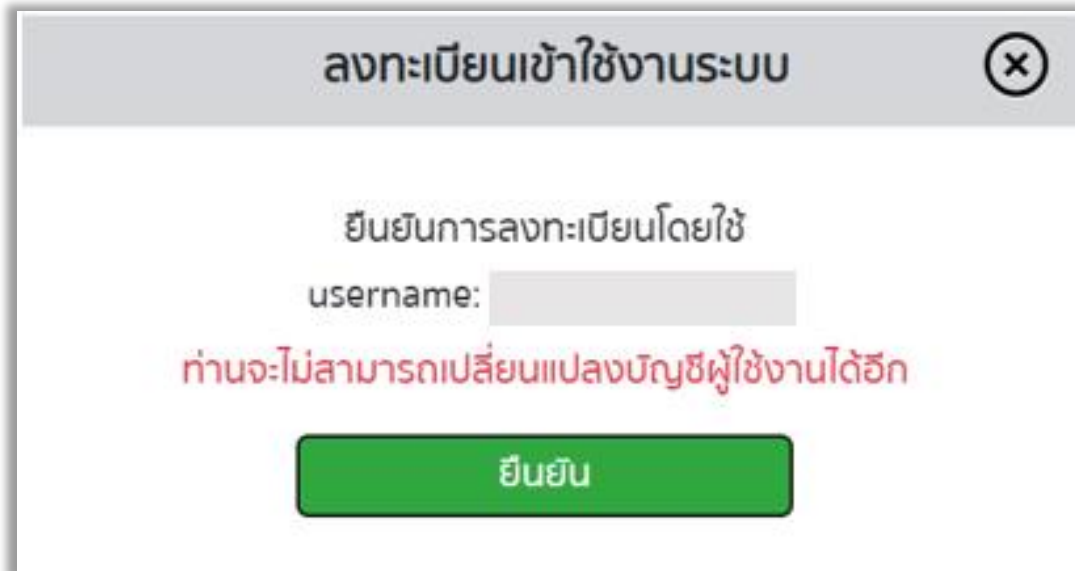 ลงทะเบียนเข้าใช้งานระบบ
ยืนยันการลงทะเบียนโดยใช้
username:
ท่านจะไม่สามารถเปลี่ยนแปลงบัญชีผู้ใช้งานได้อีก
ยืนยัน